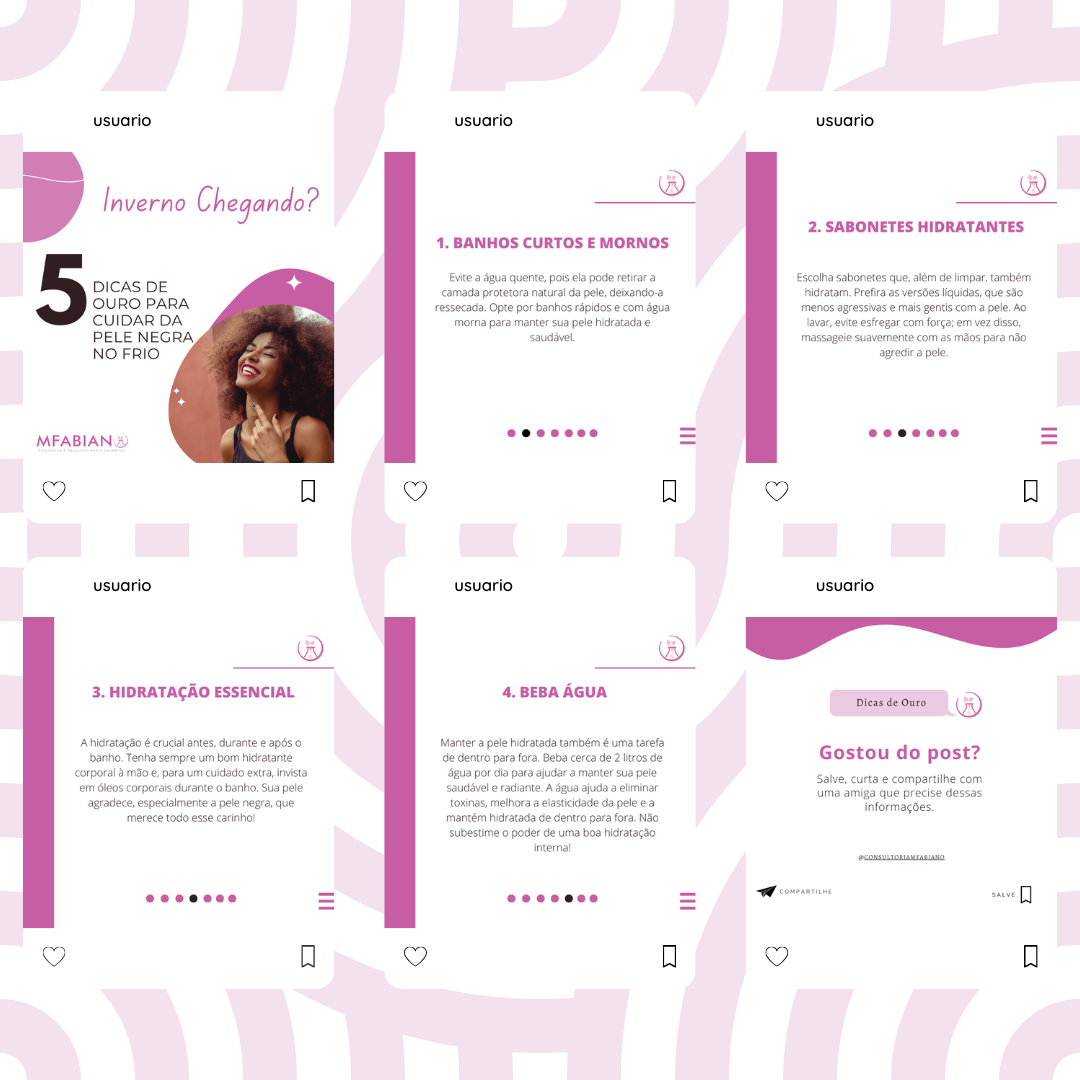 usuario
Inverno Chegando?
5
DICAS DE
OURO PARA
CUIDAR DA
PELE NEGRA
NO FRIO
MFABIANO
usuario
1. BANHOS CURTOS E MORNOS
Evite a água quente, pois ela pode retirar a
camada protetora natural da pele, deixando-a
ressecada. Opte por banhos rápidos e com água
morna para manter sua pele hidratada e
saudável.
usuario
2. SABONETES HIDRATANTES
Escolha sabonetes que, além de limpar, também
hidratam. Prefira as versões líquidas, que são
menos agressivas e mais gentis com a pele. Ao
lavar, evite esfregar com força; em vez disso,
massageie suavemente com as mãos para não
agredir a pele.
usuario
3. HIDRATAÇÃO ESSENCIAL
A hidratação é crucial antes, durante e após o
banho. Tenha sempre um bom hidratante
corporal à mão e, para um cuidado extra, invista
em óleos corporais durante o banho. Sua pele
agradece, especialmente a pele negra, que
merece todo esse carinho!
usuario
4. BEBA ÁGUA
Manter a pele hidratada também é uma tarefa
de dentro para fora. Beba cerca de 2 litros de
água por dia para ajudar a manter sua pele
saudável e radiante. A água ajuda a eliminar
toxinas, melhora a elasticidade da pele e a
mantém hidratada de dentro para fora. Não
subestime o poder de uma boa hidratação
interna!
usuario
Dicas de Ouro
Gostou do post?
Salve, curta e compartilhe com
uma amiga que precise dessas
informações.
@CONSULTORIAMFABIANO
COMPARTILHE
SALVE